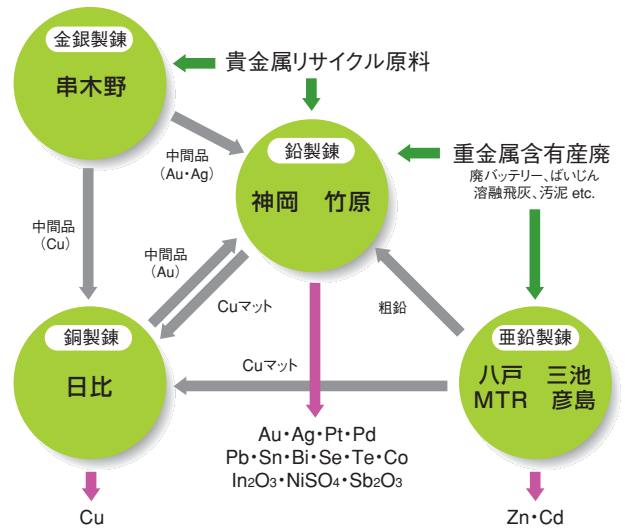 金銀製錬
串木野
貴金属リサイクル原料
中間品
（Au・Ag）
鉛製錬
神岡　竹原
重金属含有産廃
廃バッテリー、ばいじん
溶融飛灰、汚泥 etc.
中間品
（Cu）
中間品
（Au）
Cuマット
粗鉛
銅製錬
日比
Cuマット
亜鉛製錬
八戸　三池
MTR　彦島
Au・Ag・Pt・Pd
Pb・Sn・Bi・Se・Te・Co
In₂O₃・NiSO₄・Sb₂O₃
Cu
Zn・Cd